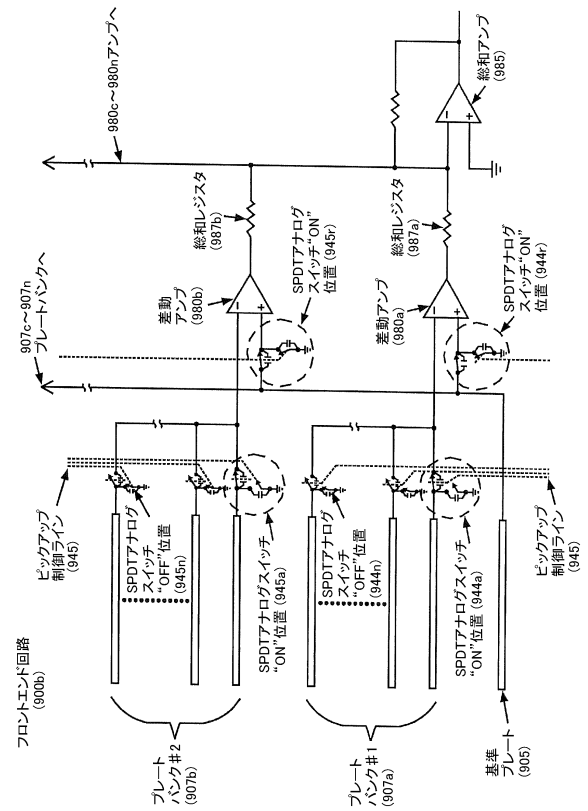 フロントエンド回路
(900b)
ピックアップ
制御ライン
(945)
907c~907n
プレートバンクへ
980c~980nアンプへ
SPDTアナログ
スイッチ
“OFF”位置
(945n)
差動
アンプ
(980b)
総和レジスタ
(987b)
SPDTアナログ
スイッチ“ON”
位置(945r)
プレート
バンク#2
(907b)
SPDTアナログスイッチ
“ON”位置(945a)
総和アンプ
(985)
SPDTアナログ
スイッチ
“OFF”位置
(944n)
差動アンプ
(980a)
総和レジスタ
(987a)
SPDTアナログ
スイッチ“ON”
位置(944r)
プレート
バンク#1
(907a)
SPDTアナログスイッチ
“ON”位置(944a)
基準
プレート
(905)
ピックアップ
制御ライン
(945)
−
+
−
+
−
+